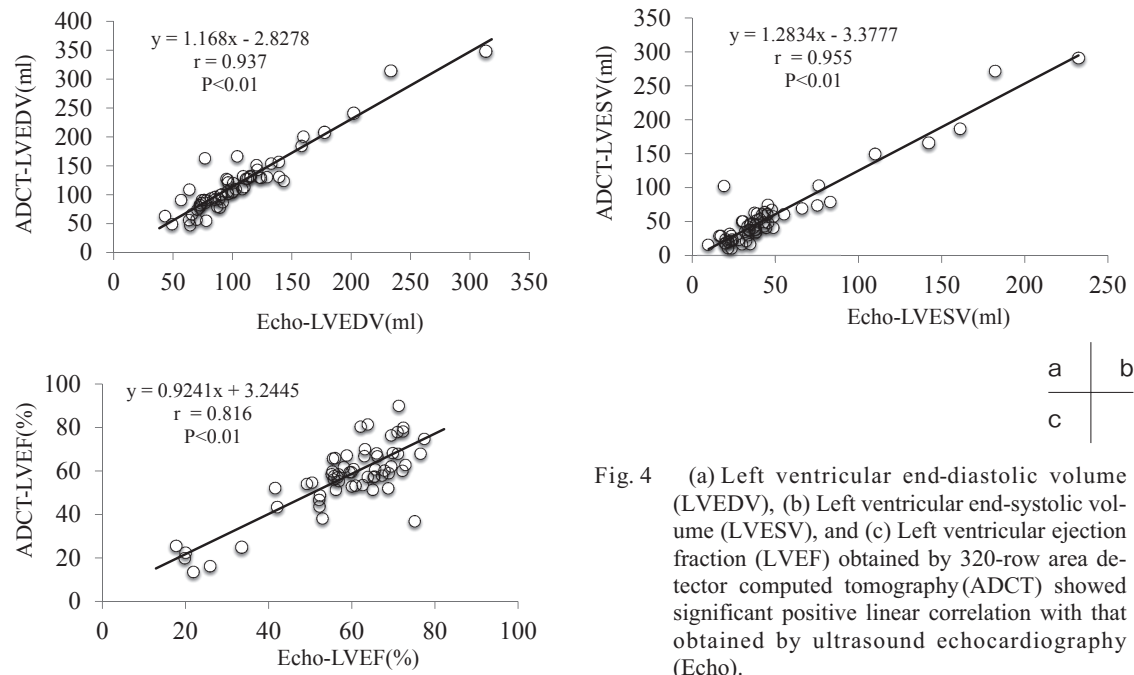 y = 1.168x - 2.8278
r = 0.937
P<0.01
ADCT-LVEDV(ml)
400
350
300
250
200
150
100
50
0
0 50 100 150 200 250 300 350
Echo-LVEDV(ml)
y = 1.2834x - 3.3777
r = 0.955
P<0.01
ADCT-LVESV(ml)
350
300
250
200
150
100
50
0
0 50 100 150 200 250
Echo-LVESV(ml)
y = 0.9241x + 3.2445
r = 0.816
P<0.01
ADCT-LVEF(%)
100
80
60
40
20
0
0 20 40 60 80 100
Echo-LVEF(%)
a b
c
Fig. 4 (a) Left ventricular end-diastolic volume
(LVEDV), (b) Left ventricular end-systolic vol-
ume (LVESV), and (c) Left ventricular ejection
fraction (LVEF) obtained by 320-row area de-
tector computed tomography (ADCT) showed
significant positive linear correlation with that
obtained by ultrasound echocardiography
(Echo).